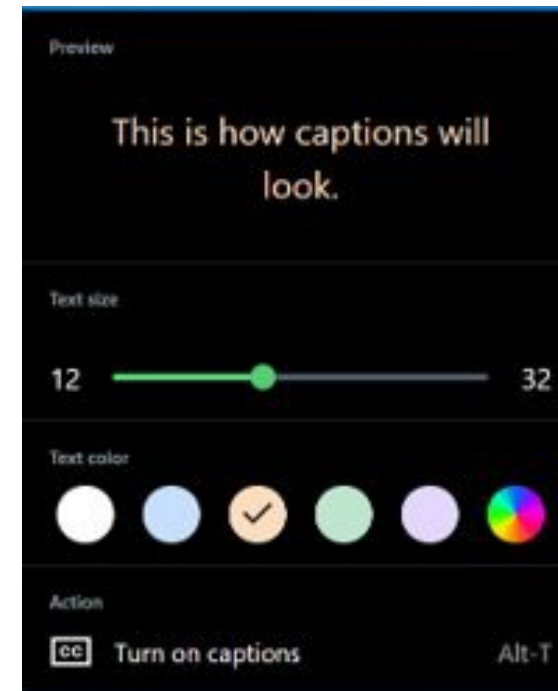 Preview
This is how captions will
look.
Text size
12 32
Text color
Action
CC Turn on captions Alt-T